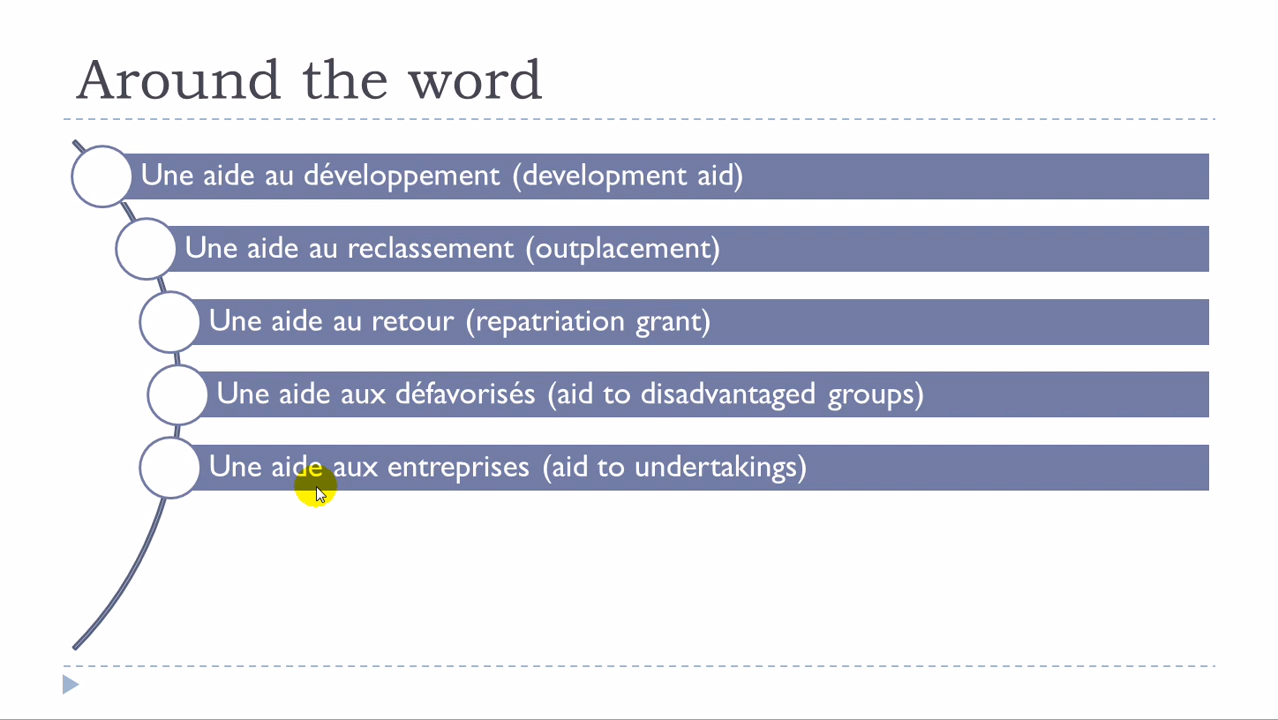 Around the word
Une aide au développement (development aid)
Une aide au reclassement (outplacement)
Une aide au retour (repatriation grant)
Une aide aux défavorisés (aid to disadvantaged groups)
Une aide aux entreprises (aid to undertakings)